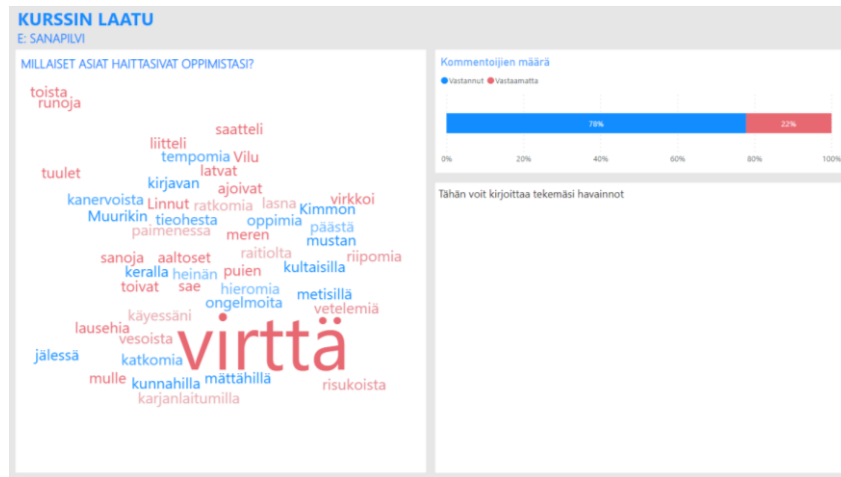 KURSSIN LAATU
E: SANAPILVI
MILLAISET ASIAT HAITTASIVAT OPPIMISTASI?
toista
runoja
saatteli
liitteli
tempomia Vilu
tuulet
latvat
kirjavan
ajoivat
kanervoista Linnut ratkomia lasna virkkoi
Kimmon
Muurikin tieohesta oppimia päästä
paimenessa meren mustan
sanoja aaltoset raitiolta riipomia
keralla heinän puien kultaisilla
toivat sae hieromia metisillä
ongelmoita vetelemiä
käyessäni
lausehia
vesoista virttä
jälessä katkomia
mulle kunnahilla mättähillä risukoista
karjanlaitumilla
Kommentoijien määrä
Vastannut Vastaamatta
78% 22%
0% 20% 40% 60% 80% 100%
Tähän voit kirjoittaa tekemäsi havainnot